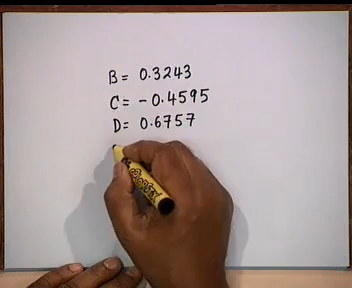 B = 0.3243
C = -0.4595
D = 0.6757